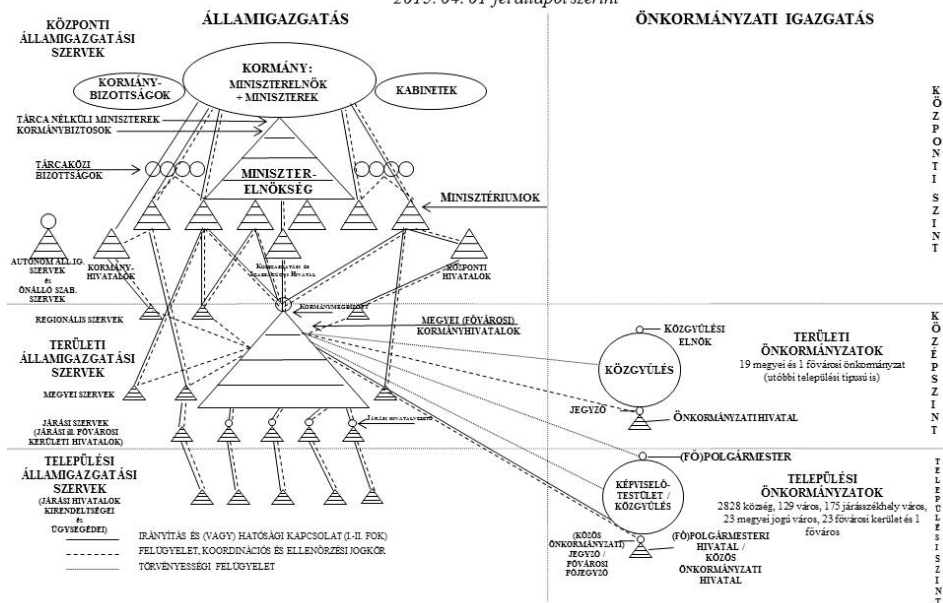 2015. 04. 01-jei állapot szerint
ÁLLAMIGAZGATÁS
ÖNKORMÁNYZATI IGAZGATÁS
KÖZPONTI
ÁLLAMIGAZGATÁSI
SZERVEK
KORMÁNY-
BIZOTTSÁGOK
KORMÁNY:
MINISZTERELNÖK
+ MINISZTEREK
KABINETEK
TÁRCA NÉLKÜLI MINISZTEREK
KORMÁNYBIZTOSOK
TÁRCAKÖZI
BIZOTTSÁGOK
MINISZTER-
ELNÖKSÉG
MINISZTÉRIUMOK
AUTONÓM ÁLL.IG.
SZERVEK
és
ÖNÁLLÓ SZAB.
SZERVEK
KORMÁNY-
HIVATALOK
KÖZPONTI
HIVATALOK
KÖZPONTI SZINT
REGIONÁLIS SZERVEK
KORMÁNYMEGBÍZOTT
MEGYEI (FŐVÁROSI)
KORMÁNYHIVATALOK
TERÜLETI
ÁLLAMIGAZGATÁSI
SZERVEK
MEGYEI SZERVEK
JÁRÁSI SZERVEK
(JÁRÁSI ill. FŐVÁROSI
KERÜLETI HIVATALOK)
JÁRÁSI HIVATALVEZETŐ
KÖZGYŰLÉSI
ELNÖK
KÖZGYŰLÉS
JEGYZŐ
ÖNKORMÁNYZATI HIVATAL
TERÜLETI
ÖNKORMÁNYZATOK
19 megyei és 1 fővárosi önkormányzat
(utóbbi települési típusú is)
KÖZÉPSZINT
TELEPÜLÉSI
ÁLLAMIGAZGATÁSI
SZERVEK
(JÁRÁSI HIVATALOK
KIRENDELTSÉGEI
és
ÜGYSEGÉDEI)
(FŐ)POLGÁRMESTER
KÉPVISELŐ-
TESTÜLET /
KÖZGYŰLÉS
(KÖZÖS
ÖNKORMÁNYZATI)
JEGYZŐ /
FŐVÁROSI
FŐJEGYZŐ
(FŐ)POLGÁRMESTERI
HIVATAL /
KÖZÖS
ÖNKORMÁNYZATI
HIVATAL
TELEPÜLÉSI
ÖNKORMÁNYZATOK
2828 község, 129 város, 175 járásszékhely város,
23 megyei jogú város, 23 fővárosi kerület és 1
főváros
TELEPÜLÉSI SZINT
IRÁNYÍTÁS ÉS (VAGY) HATÓSÁGI KAPCSOLAT (I.-II. FOK)
FELÜGYELET, KOORDINÁCIÓS ÉS ELLENŐRZÉSI JOGKÖR
TÖRVÉNYESSÉGI FELÜGYELET